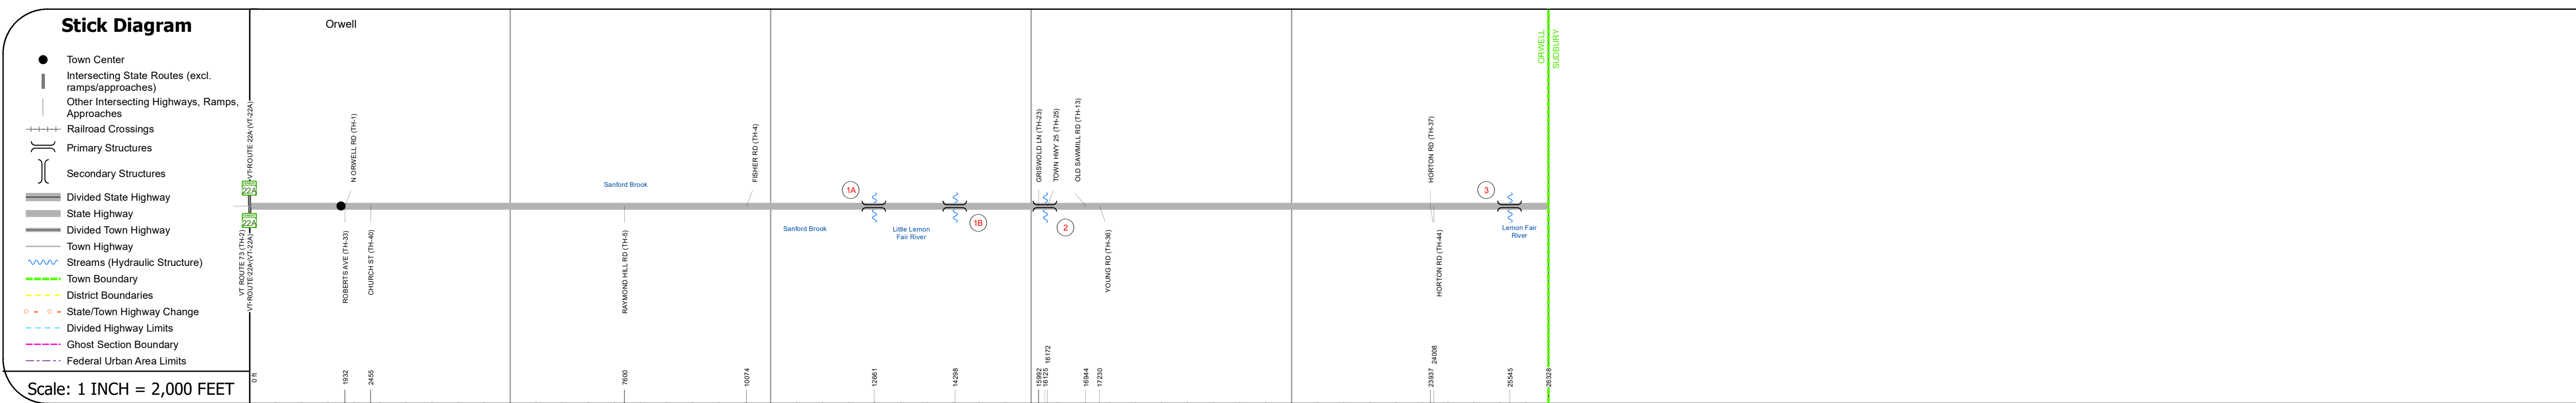 Stick Diagram
Town Center
Intersecting State Routes (excl.
ramps/approaches)
Other Intersecting Highways, Ramps,
Approaches
Railroad Crossings
Primary Structures
Secondary Structures
Divided State Highway
State Highway
Divided Town Highway
Town Highway
Streams (Hydraulic Structure)
Town Boundary
District Boundaries
State/Town Highway Change
Divided Highway Limits
Ghost Section Boundary
Federal Urban Area Limits
Scale: 1 INCH = 2,000 FEET
Orwell
VT ROUTE 22A (VT-22A)
22A
22A
VT ROUTE 73 (TH-2)
VT ROUTE 22A (VT-22A)
N ORWELL RD (TH-1)
ROBERTS AVE (TH-33)
CHURCH ST (TH-40)
Sanford Brook
RAYMOND HILL RD (TH-5)
FISHER RD (TH-4)
Sanford Brook
1A
Little Lemon
Fair River
1B
GRISWOLD LN (TH-23)
TOWN HWY 25 (TH-25)
OLD SAWMILL RD (TH-13)
2
YOUNG RD (TH-36)
HORTON RD (TH-37)
HORTON RD (TH-44)
3
Lemon Fair
River
ORWELL
SUDBURY
0 ft
1932
2455
7600
10074
12661
14298
15992
16125
16172
16944
17230
23937
24008
25545
26328